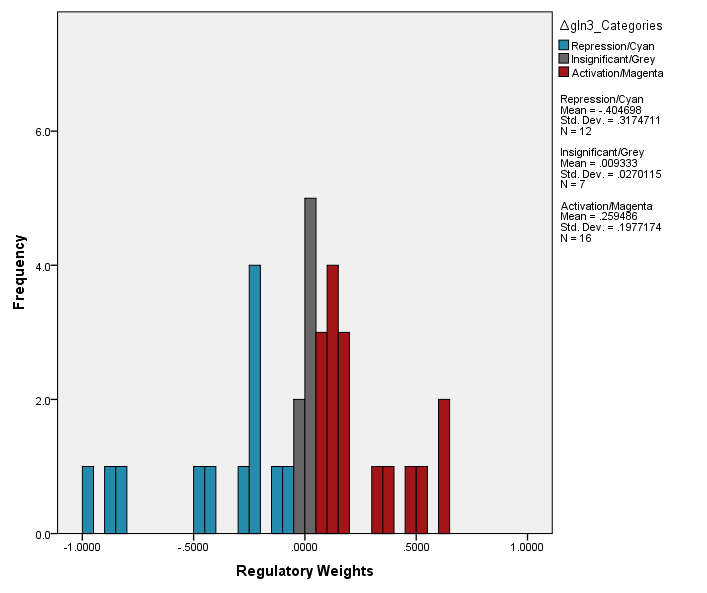 Δgln3_Categories
Repression/Cyan
Insignificant/Grey
Activation/Magenta
Repression/Cyan
Mean = -.404698
Std. Dev. = .3174711
N = 12
Insignificant/Grey
Mean = .009333
Std. Dev. = .0270115
N = 7
Activation/Magenta
Mean = .259486
Std. Dev. = .1977174
N = 16
Frequency
6.0
4.0
2.0
0.0
-1.0000 -.5000 .0000 .5000 1.0000
Regulatory Weights